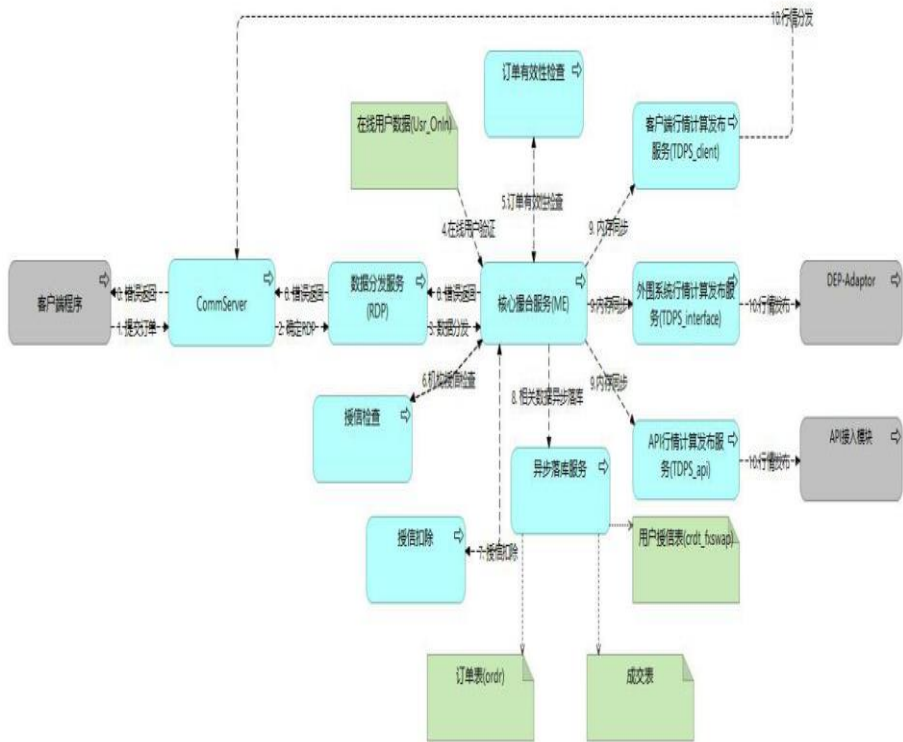 10.行情分发
订单有效性检查
在线用户数据(Usr_Onln)
客户端行情计算发布
服务(TDPS_client)
5.订单有效性检查
4.在线用户验证
9. 内存同步
客户端程序
错误返回
1. 提交订单
CommServer
错误返回
2. 确定RDP
数据分发服务
(RDP)
错误返回
3. 数据分发
核心撮合服务(ME)
9.内存同步
外围系统行情计算发布服
务(TDPS_interface)
10.行情发布
DEP-Adaptor
6.机构授信检查
8. 相关数据异步落库
9.内存同步
授信检查
API行情计算发布服
务(TDPS_api)
10.行情发布
API接入模块
异步落库服务
授信扣除
7. 授信扣除
用户授信表(crdt_fxswap)
订单表(ordr)
成交表